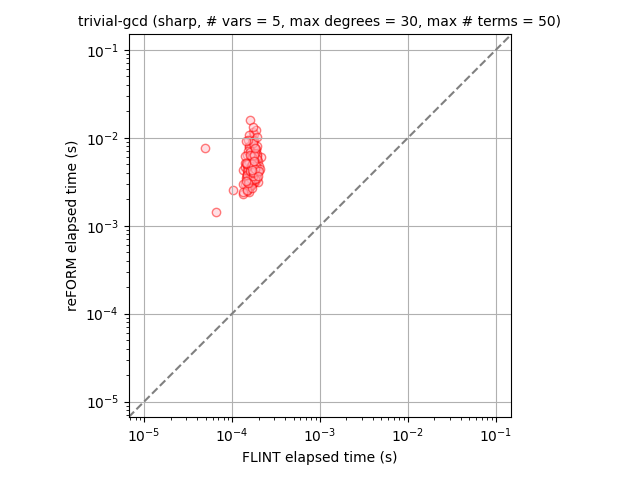 trivial-gcd (sharp, # vars = 5, max degrees = 30, max # terms = 50)
reFORM elapsed time (s)
10⁻¹
10⁻²
10⁻³
10⁻⁴
10⁻⁵
10⁻⁵ 10⁻⁴ 10⁻³ 10⁻² 10⁻¹
FLINT elapsed time (s)